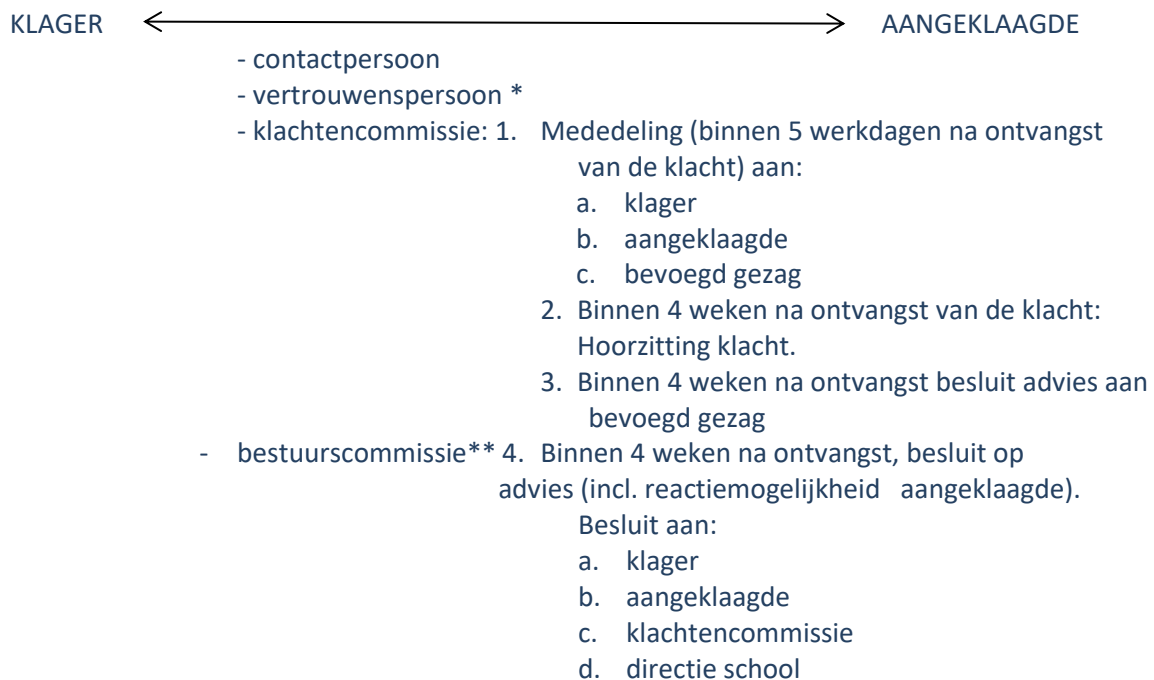 KLAGER AANGEKLAAGDE
- contactpersoon
- vertrouwenspersoon *
- klachtencommissie: 1. Mededeling (binnen 5 werkdagen na ontvangst
van de klacht) aan:
a. klager
b. aangeklaagde
c. bevoegd gezag
2. Binnen 4 weken na ontvangst van de klacht:
Hoorzitting klacht.
3. Binnen 4 weken na ontvangst besluit advies aan
bevoegd gezag
- bestuurscommissie** 4. Binnen 4 weken na ontvangst, besluit op
advies (incl. reactiemogelijkheid aangeklaagde).
Besluit aan:
a. klager
b. aangeklaagde
c. klachtencommissie
d. directie school